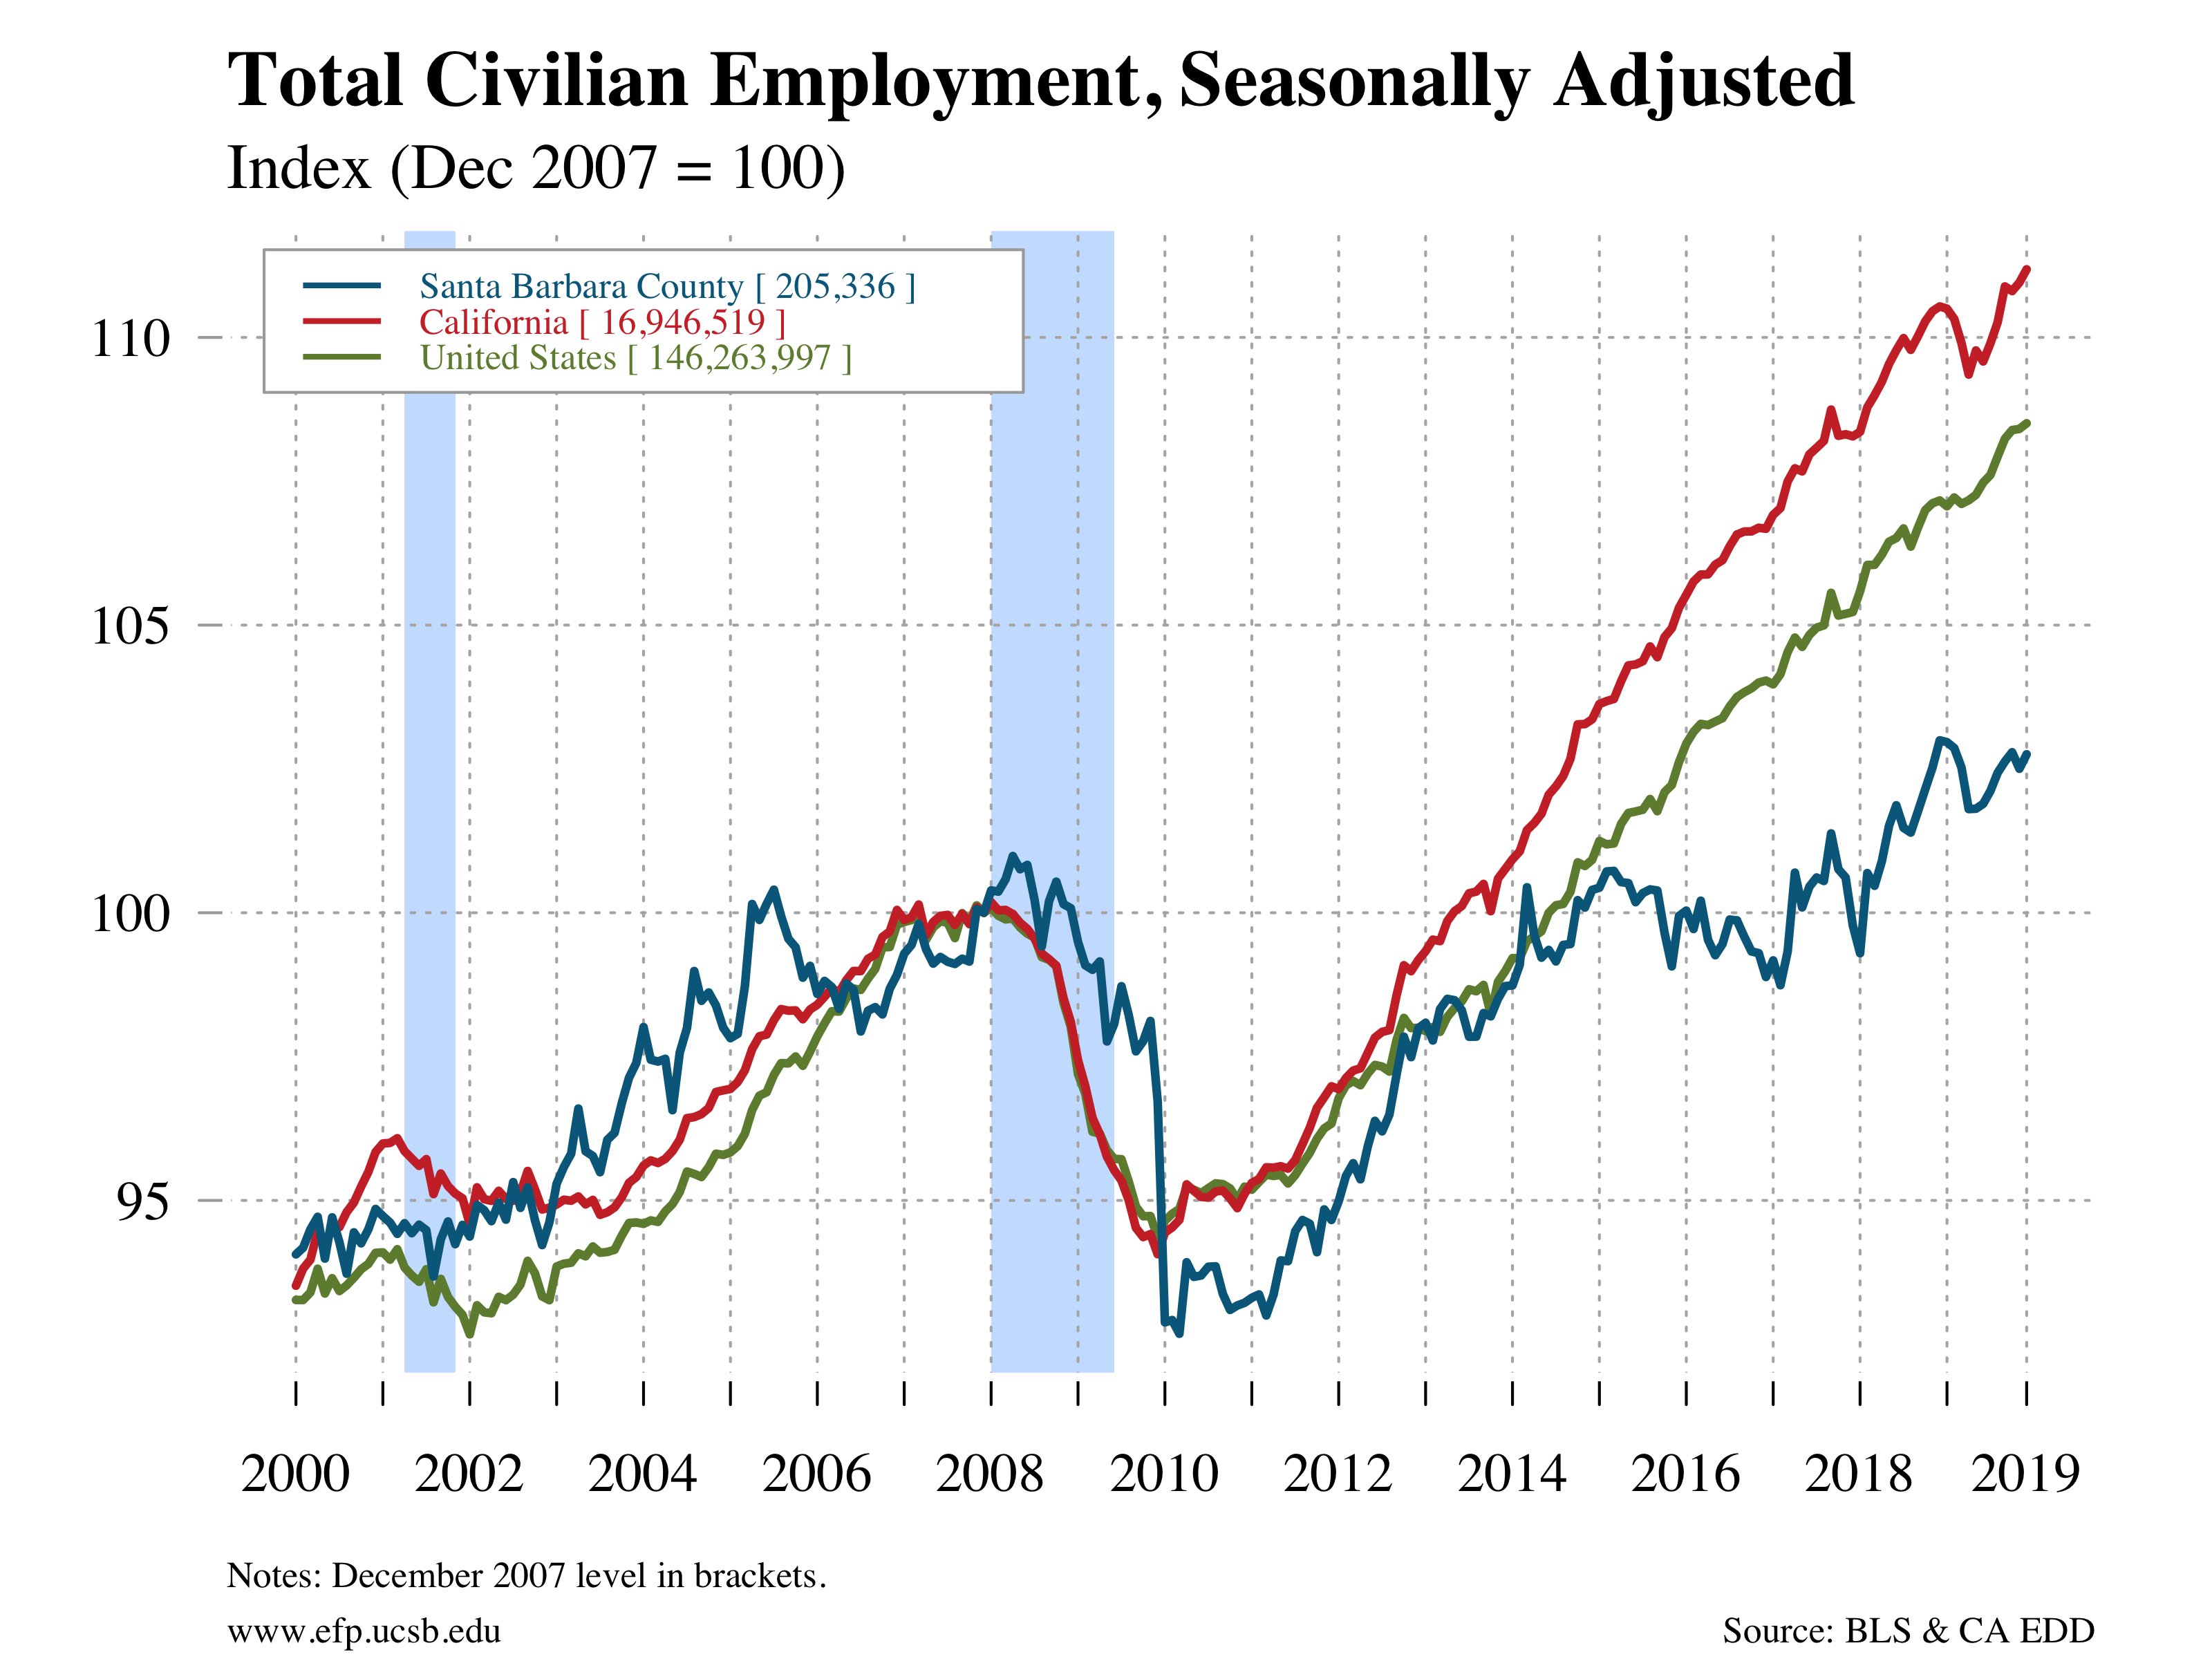 Total Civilian Employment, Seasonally Adjusted
Index (Dec 2007 = 100)
Santa Barbara County [ 205,336 ]
California [ 16,946,519 ]
United States [ 146,263,997 ]
110
105
100
95
2000 2002 2004 2006 2008 2010 2012 2014 2016 2018 2019
Notes: December 2007 level in brackets.
www.efp.ucsb.edu
Source: BLS & CA EDD